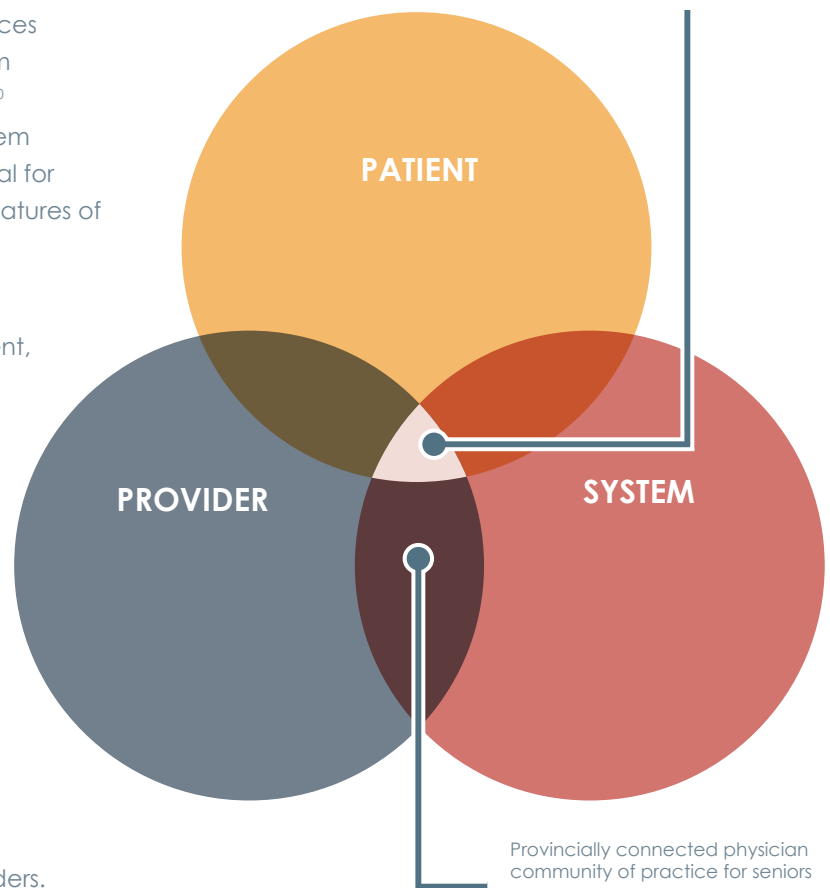 ces
m
0
em
al for
atures of
ent,
PATIENT
PROVIDER
SYSTEM
Provincially connected physician
community of practice for seniors
ders.